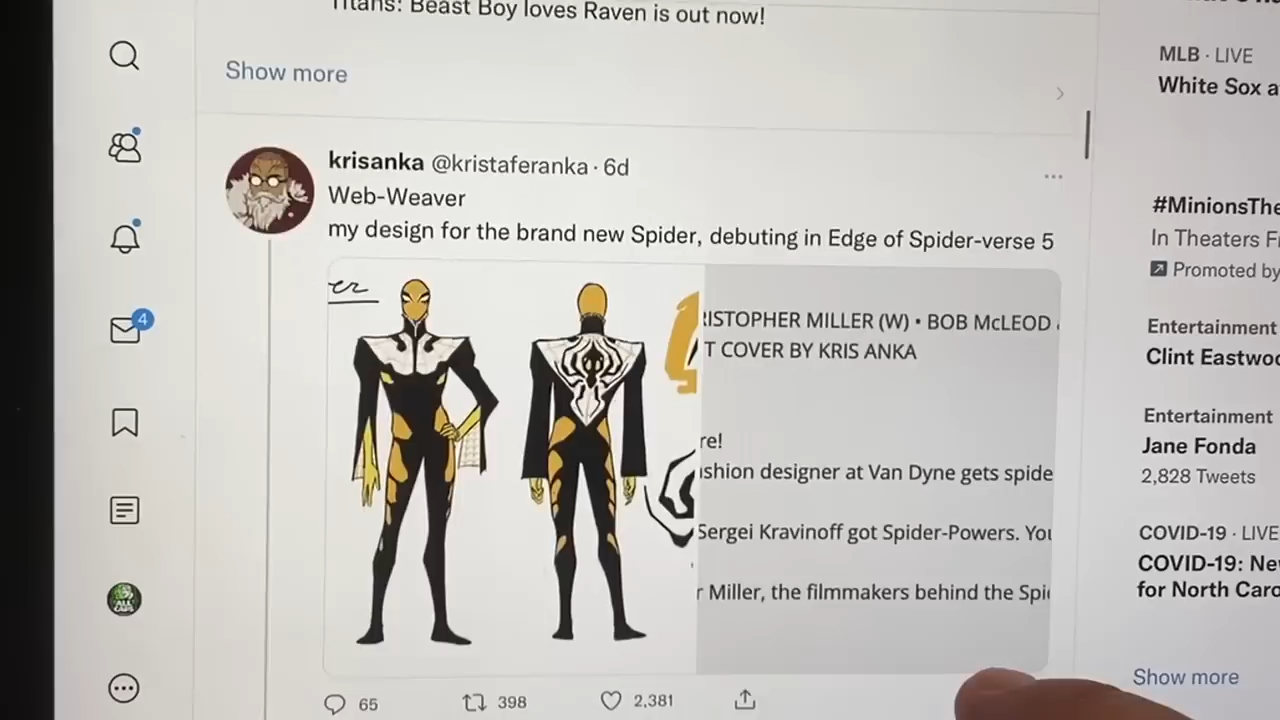 Titans: Beast Boy loves Raven is out now!
Show more
krisanka @kristaferanka · 6d
Web-Weaver
my design for the brand new Spider, debuting in Edge of Spider-verse 5
er
RISTOPHER MILLER (W) • BOB McLEOD
T COVER BY KRIS ANKA
re!
ashion designer at Van Dyne gets spide
Sergei Kravinoff got Spider-Powers. You
r Miller, the filmmakers behind the Spi
65 398 2,381
4
MLB · LIVE
White Sox a
#MinionsThe
In Theaters F
Promoted by
Entertainment
Clint Eastwoo
Entertainment
Jane Fonda
2,828 Tweets
COVID-19 · LIVE
COVID-19: Ne
for North Caro
Show more